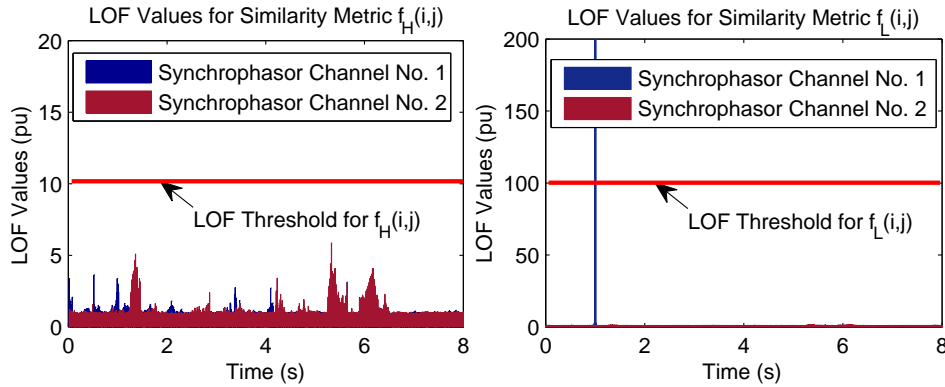 LOF Values for Similarity Metric f_H(i,j)
20
15
10
5
0
LOF Values (pu)
Synchrophasor Channel No. 1
Synchrophasor Channel No. 2
LOF Threshold for f_H(i,j)
0 2 4 6 8
Time (s)
LOF Values for Similarity Metric f_L(i,j)
200
150
100
50
0
LOF Values (pu)
Synchrophasor Channel No. 1
Synchrophasor Channel No. 2
LOF Threshold for f_L(i,j)
0 2 4 6 8
Time (s)